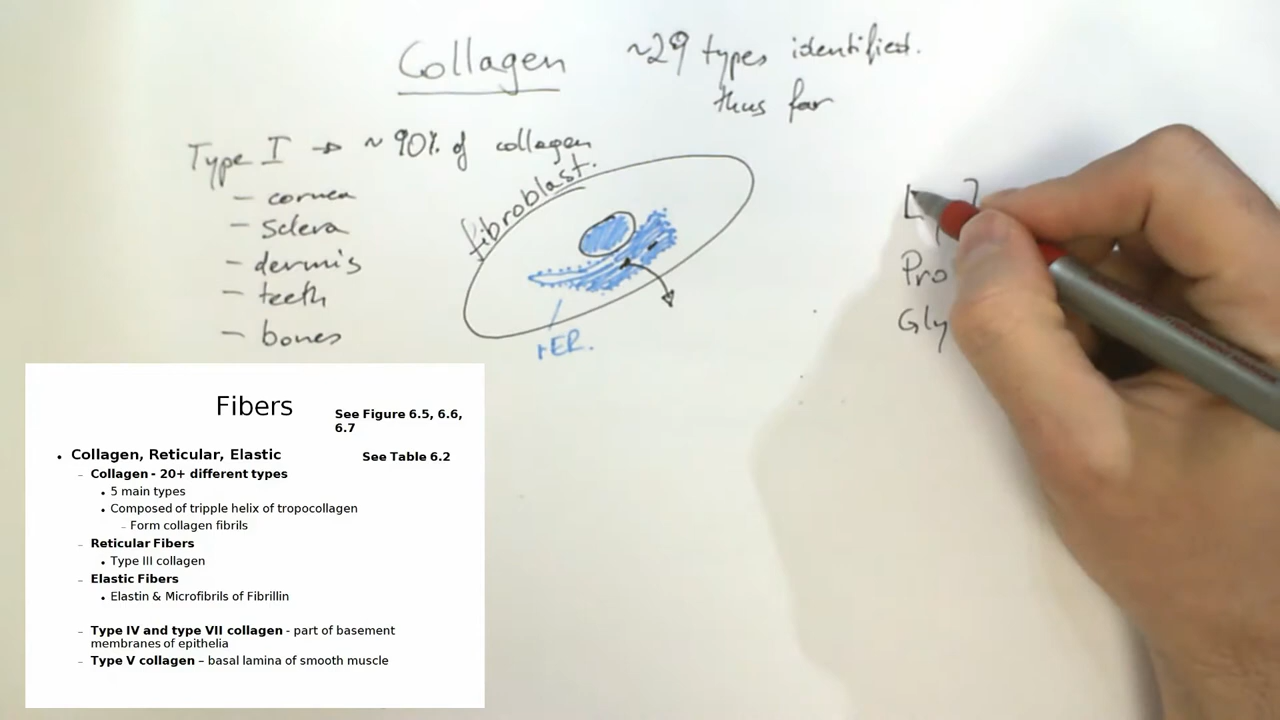 Collagen ~29 types identified.
thus far
Type I → ~ 90% of collagen
- cornea
- Sclera
- dermis
- teeth
- bones
fibroblast.
rER.
Pro
Gly
Fibers
See Figure 6.5, 6.6,
6.7
• Collagen, Reticular, Elastic
See Table 6.2
– Collagen - 20+ different types
• 5 main types
• Composed of tripple helix of tropocollagen
– Form collagen fibrils
– Reticular Fibers
• Type III collagen
– Elastic Fibers
• Elastin & Microfibrils of Fibrillin
– Type IV and type VII collagen - part of basement
membranes of epithelia
– Type V collagen – basal lamina of smooth muscle